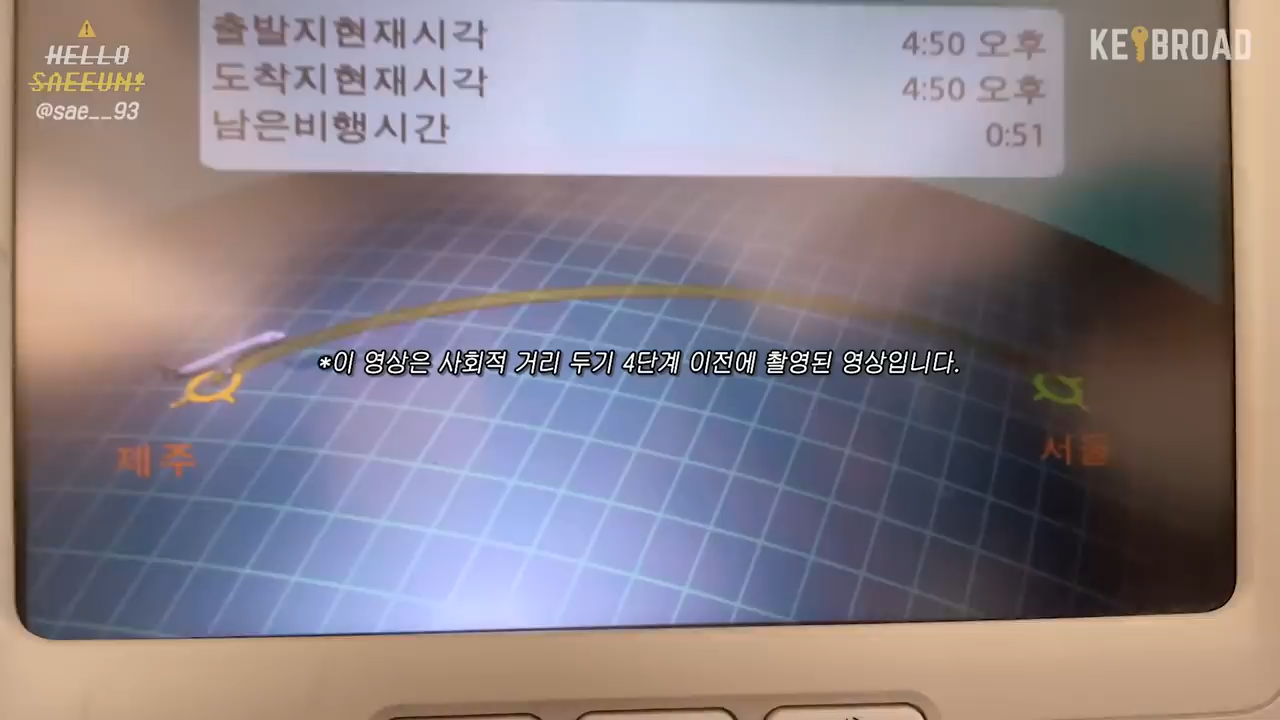 HELLO
SAEEUN!
@sae__93
KEYBROAD
출발지현재시각 4:50 오후
도착지현재시각 4:50 오후
남은비행시간 0:51
*이 영상은 사회적 거리 두기 4단계 이전에 촬영된 영상입니다.
제주
서울